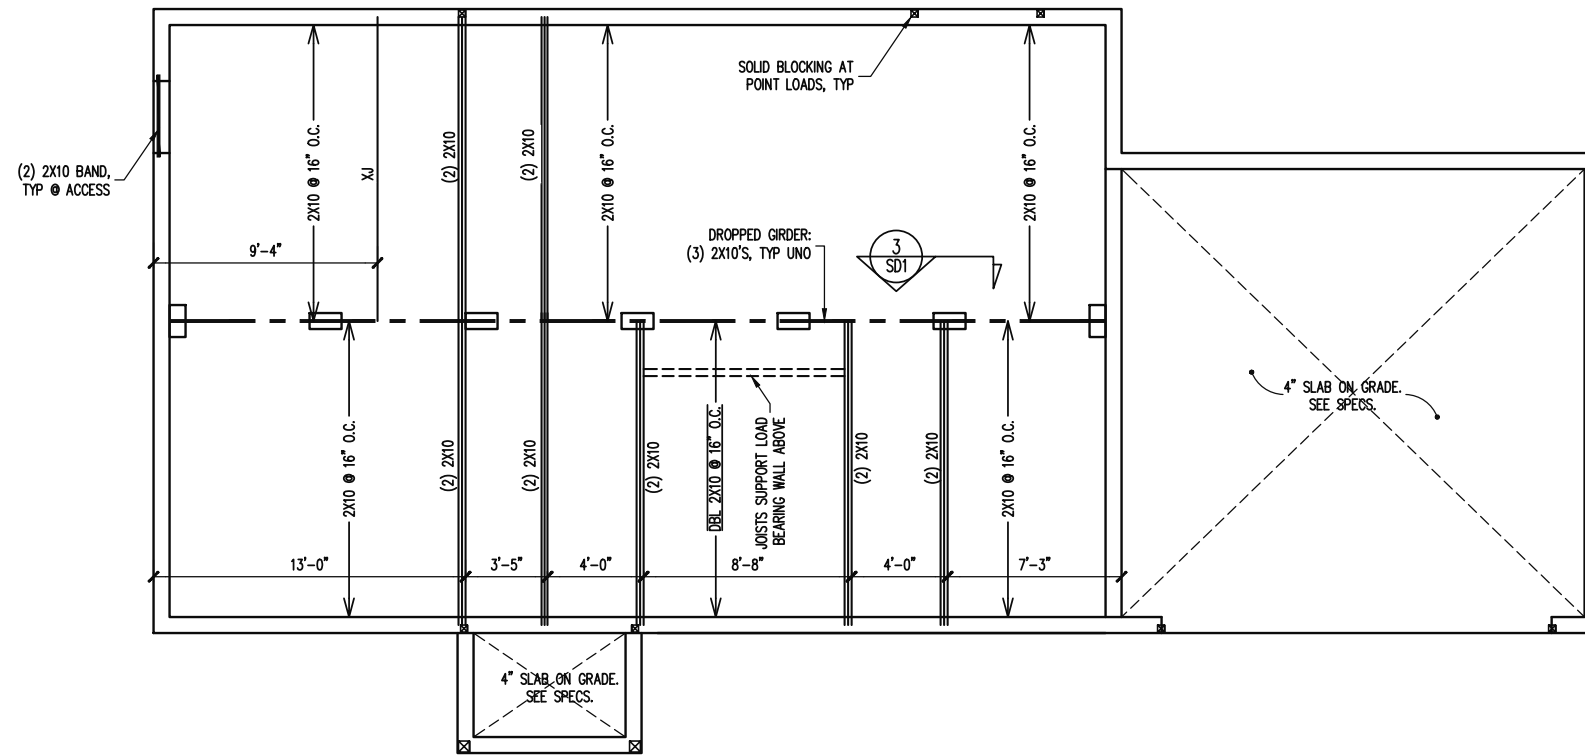 SOLID BLOCKING AT
POINT LOADS, TYP
(2) 2X10 BAND,
TYP @ ACCESS
2X10 @ 16" O.C.
XJ
(2) 2X10
(2) 2X10
2X10 @ 16" O.C.
2X10 @ 16" O.C.
9'-4"
DROPPED GIRDER:
(3) 2X10'S, TYP UNO
3
SD1
2X10 @ 16" O.C.
(2) 2X10
(2) 2X10
(2) 2X10
DBL 2X10 @ 16" O.C.
JOISTS SUPPORT LOAD
BEARING WALL ABOVE
(2) 2X10
(2) 2X10
2X10 @ 16" O.C.
4" SLAB ON GRADE.
SEE SPECS.
13'-0"
3'-5"
4'-0"
8'-8"
4'-0"
7'-3"
4" SLAB ON GRADE.
SEE SPECS.